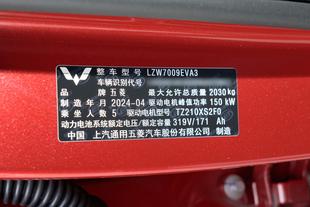 整车型号 LZW7009EVA3
车辆识别代号
品牌 五菱 最大允许总质量 2030 kg
制造年月 2024-04 驱动电机峰值功率 150 kW
乘坐人数 5 驱动电机型号 TZ210XS2F0
动力电池系统额定电压/额定容量 319V/171 Ah
中国 上汽通用五菱汽车股份有限公司